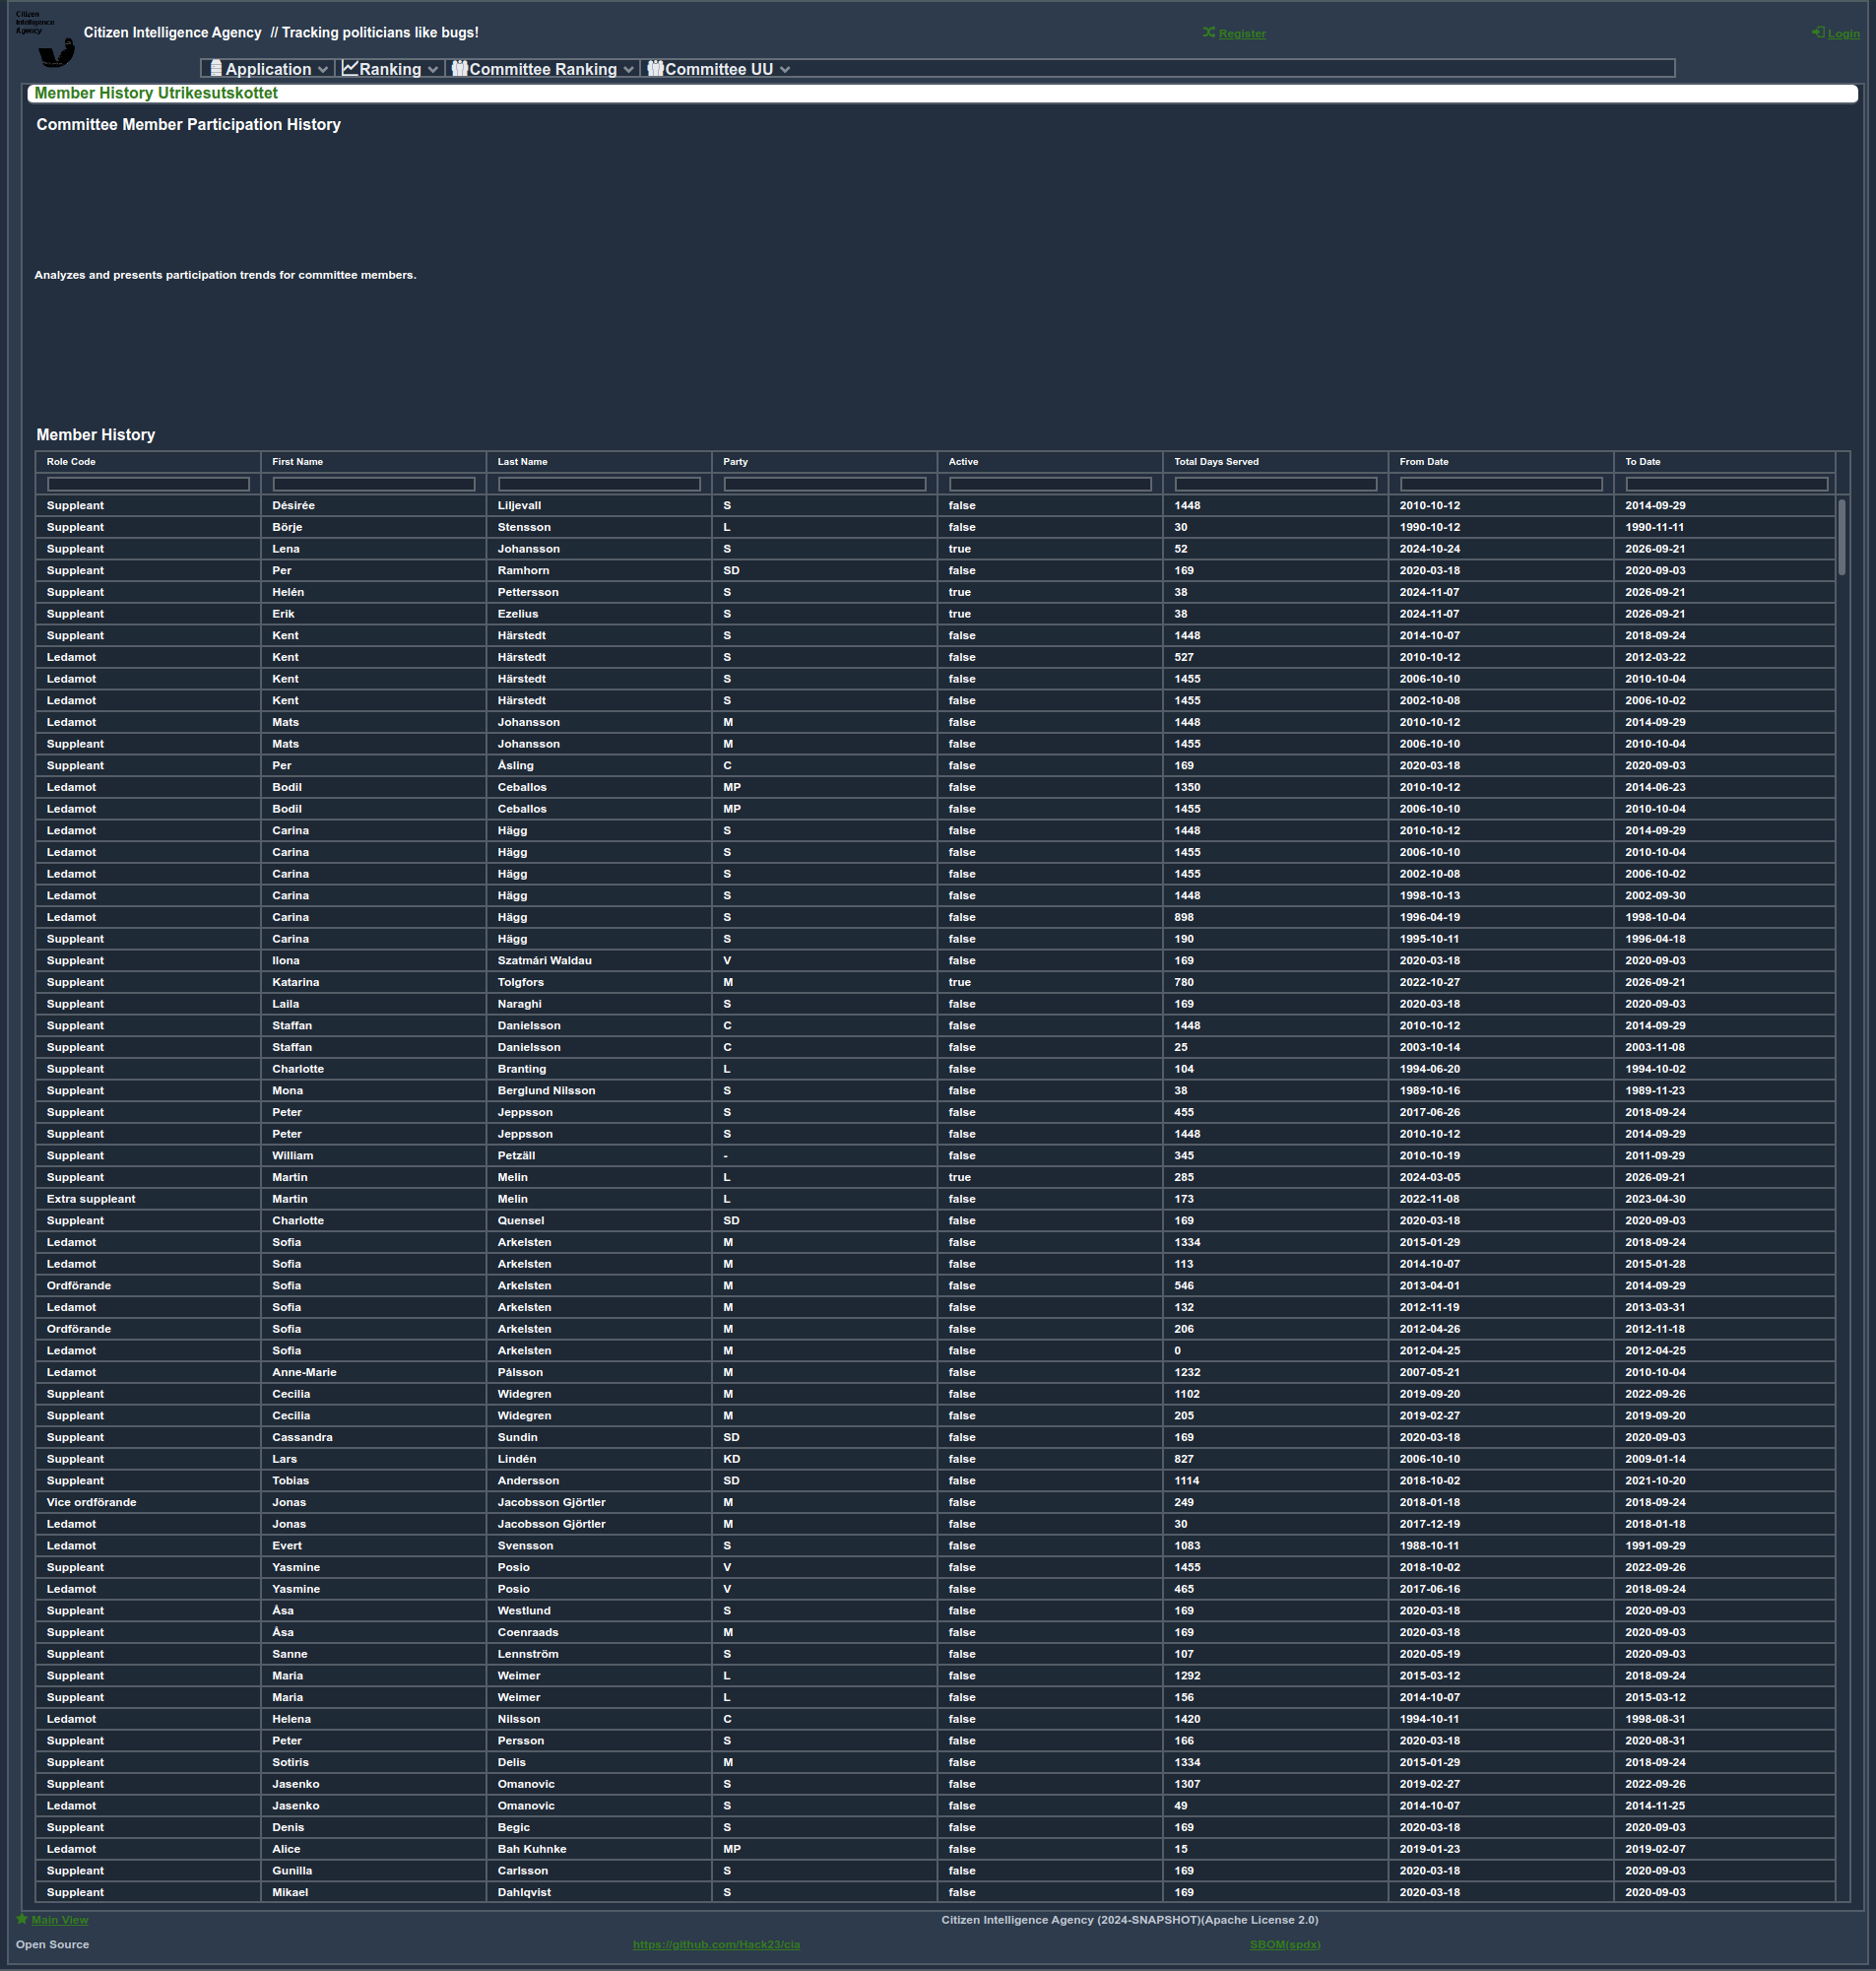 Citizen
Intelligence
Agency
Citizen Intelligence Agency // Tracking politicians like bugs!
Register
Login
Application Ranking Committee Ranking Committee UU
Member History Utrikesutskottet
Committee Member Participation History
Analyzes and presents participation trends for committee members.
Member History
Role Code First Name Last Name Party Active Total Days Served From Date To Date
Suppleant Désirée Liljevall S false 1448 2010-10-12 2014-09-29
Suppleant Börje Stensson L false 30 1990-10-12 1990-11-11
Suppleant Lena Johansson S true 52 2024-10-24 2026-09-21
Suppleant Per Ramhorn SD false 169 2020-03-18 2020-09-03
Suppleant Helén Pettersson S true 38 2024-11-07 2026-09-21
Suppleant Erik Ezelius S true 38 2024-11-07 2026-09-21
Suppleant Kent Härstedt S false 1448 2014-10-07 2018-09-24
Ledamot Kent Härstedt S false 527 2010-10-12 2012-03-22
Ledamot Kent Härstedt S false 1455 2006-10-10 2010-10-04
Ledamot Kent Härstedt S false 1455 2002-10-08 2006-10-02
Ledamot Mats Johansson M false 1448 2010-10-12 2014-09-29
Suppleant Mats Johansson M false 1455 2006-10-10 2010-10-04
Suppleant Per Åsling C false 169 2020-03-18 2020-09-03
Ledamot Bodil Ceballos MP false 1350 2010-10-12 2014-06-23
Ledamot Bodil Ceballos MP false 1455 2006-10-10 2010-10-04
Ledamot Carina Hägg S false 1448 2010-10-12 2014-09-29
Ledamot Carina Hägg S false 1455 2006-10-10 2010-10-04
Ledamot Carina Hägg S false 1455 2002-10-08 2006-10-02
Ledamot Carina Hägg S false 1448 1998-10-13 2002-09-30
Ledamot Carina Hägg S false 898 1996-04-19 1998-10-04
Suppleant Carina Hägg S false 190 1995-10-11 1996-04-18
Suppleant Ilona Szatmári Waldau V false 169 2020-03-18 2020-09-03
Suppleant Katarina Tolgfors M true 780 2022-10-27 2026-09-21
Suppleant Laila Naraghi S false 169 2020-03-18 2020-09-03
Suppleant Staffan Danielsson C false 1448 2010-10-12 2014-09-29
Suppleant Staffan Danielsson C false 25 2003-10-14 2003-11-08
Suppleant Charlotte Branting L false 104 1994-06-20 1994-10-02
Suppleant Mona Berglund Nilsson S false 38 1989-10-16 1989-11-23
Suppleant Peter Jeppsson S false 455 2017-06-26 2018-09-24
Suppleant Peter Jeppsson S false 1448 2010-10-12 2014-09-29
Suppleant William Petzäll - false 345 2010-10-19 2011-09-29
Suppleant Martin Melin L true 285 2024-03-05 2026-09-21
Extra suppleant Martin Melin L false 173 2022-11-08 2023-04-30
Suppleant Charlotte Quensel SD false 169 2020-03-18 2020-09-03
Ledamot Sofia Arkelsten M false 1334 2015-01-29 2018-09-24
Ledamot Sofia Arkelsten M false 113 2014-10-07 2015-01-28
Ordförande Sofia Arkelsten M false 546 2013-04-01 2014-09-29
Ledamot Sofia Arkelsten M false 132 2012-11-19 2013-03-31
Ordförande Sofia Arkelsten M false 206 2012-04-26 2012-11-18
Ledamot Sofia Arkelsten M false 0 2012-04-25 2012-04-25
Ledamot Anne-Marie Pålsson M false 1232 2007-05-21 2010-10-04
Suppleant Cecilia Widegren M false 1102 2019-09-20 2022-09-26
Suppleant Cecilia Widegren M false 205 2019-02-27 2019-09-20
Suppleant Cassandra Sundin SD false 169 2020-03-18 2020-09-03
Suppleant Lars Lindén KD false 827 2006-10-10 2009-01-14
Suppleant Tobias Andersson SD false 1114 2018-10-02 2021-10-20
Vice ordförande Jonas Jacobsson Gjörtler M false 249 2018-01-18 2018-09-24
Ledamot Jonas Jacobsson Gjörtler M false 30 2017-12-19 2018-01-18
Ledamot Evert Svensson S false 1083 1988-10-11 1991-09-29
Suppleant Yasmine Posio V false 1455 2018-10-02 2022-09-26
Ledamot Yasmine Posio V false 465 2017-06-16 2018-09-24
Suppleant Åsa Westlund S false 169 2020-03-18 2020-09-03
Suppleant Åsa Coenraads M false 169 2020-03-18 2020-09-03
Suppleant Sanne Lennström S false 107 2020-05-19 2020-09-03
Suppleant Maria Weimer L false 1292 2015-03-12 2018-09-24
Suppleant Maria Weimer L false 156 2014-10-07 2015-03-12
Ledamot Helena Nilsson C false 1420 1994-10-11 1998-08-31
Suppleant Peter Persson S false 166 2020-03-18 2020-08-31
Suppleant Sotiris Delis M false 1334 2015-01-29 2018-09-24
Suppleant Jasenko Omanovic S false 1307 2019-02-27 2022-09-26
Ledamot Jasenko Omanovic S false 49 2014-10-07 2014-11-25
Suppleant Denis Begic S false 169 2020-03-18 2020-09-03
Ledamot Alice Bah Kuhnke MP false 15 2019-01-23 2019-02-07
Suppleant Gunilla Carlsson S false 169 2020-03-18 2020-09-03
Suppleant Mikael Dahlqvist S false 169 2020-03-18 2020-09-03
Main View
Citizen Intelligence Agency (2024-SNAPSHOT)(Apache License 2.0)
Open Source
https://github.com/Hack23/cia
SBOM(spdx)